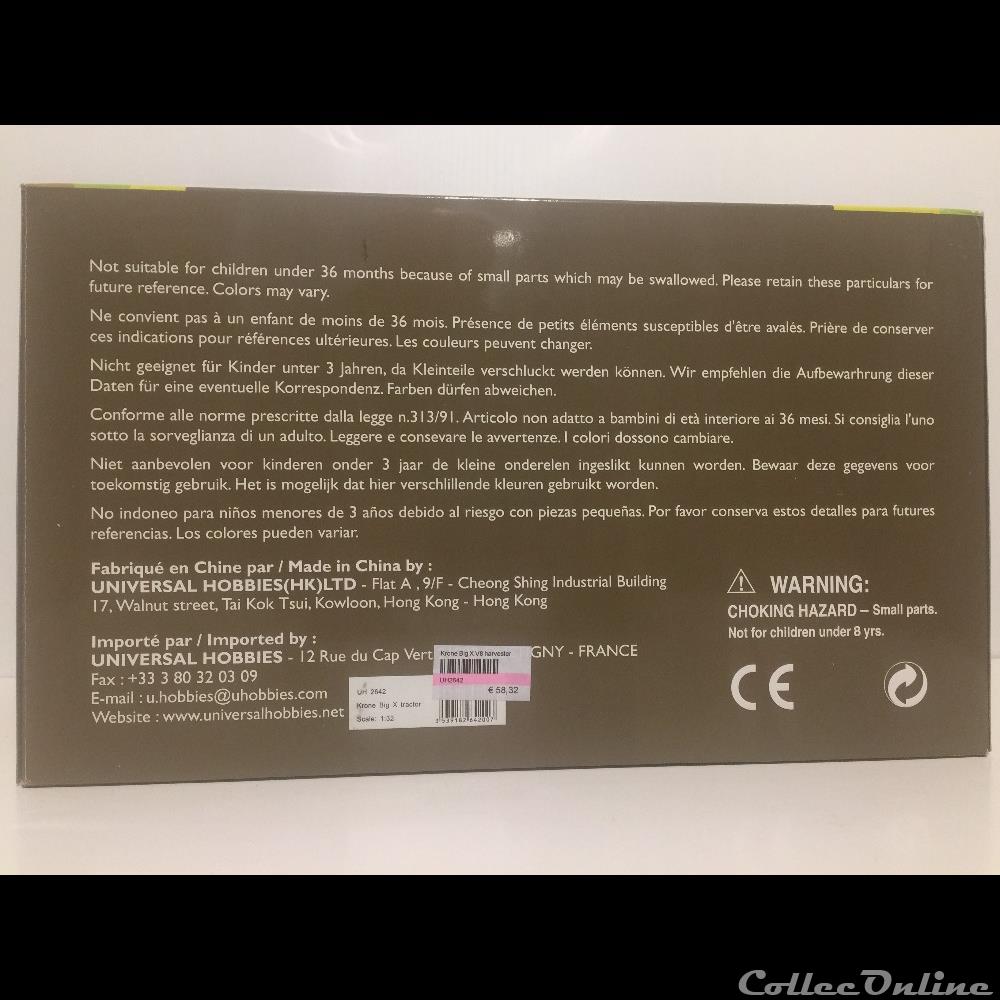 Not suitable for children under 36 months because of small parts which may be swallowed. Please retain these particulars for
future reference. Colors may vary.
Ne convient pas à un enfant de moins de 36 mois. Présence de petits éléments susceptibles d'être avalés. Prière de conserver
ces indications pour références ultérieures. Les couleurs peuvent changer.
Nicht geeignet für Kinder unter 3 Jahren, da Kleinteile verschluckt werden können. Wir empfehlen die Aufbewarhrung dieser
Daten für eine eventuelle Korrespondenz. Farben dürfen abweichen.
Conforme alle norme prescritte dalla legge n.313/91. Articolo non adatto a bambini di età interiore ai 36 mesi. Si consiglia l'uno
sotto la sorveglianza di un adulto. Leggere e consevare le avvertenze. I colori dossono cambiare.
Niet aanbevolen voor kinderen onder 3 jaar de kleine onderelen ingeslikt kunnen worden. Bewaar deze gegevens voor
toekomstig gebruik. Het is mogelijk dat hier verschlillende kleuren gebruikt worden.
No indoneo para niños menores de 3 años debido al riesgo con piezas pequeñas. Por favor conserva estos detalles para futures
referencias. Los colores pueden variar.
Fabriqué en Chine par / Made in China by :
UNIVERSAL HOBBIES(HK)LTD - Flat A , 9/F - Cheong Shing Industrial Building
17, Walnut street, Tai Kok Tsui, Kowloon, Hong Kong - Hong Kong
Importé par / Imported by :
UNIVERSAL HOBBIES - 12 Rue du Cap Vert GNY - FRANCE
Fax : +33 3 80 32 03 09
E-mail : u.hobbies@uhobbies.com
Website : www.universalhobbies.net
Krone Big X V8 harvester
UH2642
€ 58,32
UH 2642
Krone Big X tractor
Scale: 1:32
3 539182 642007
WARNING:
CHOKING HAZARD – Small parts.
Not for children under 8 yrs.
CE
CollecOnline